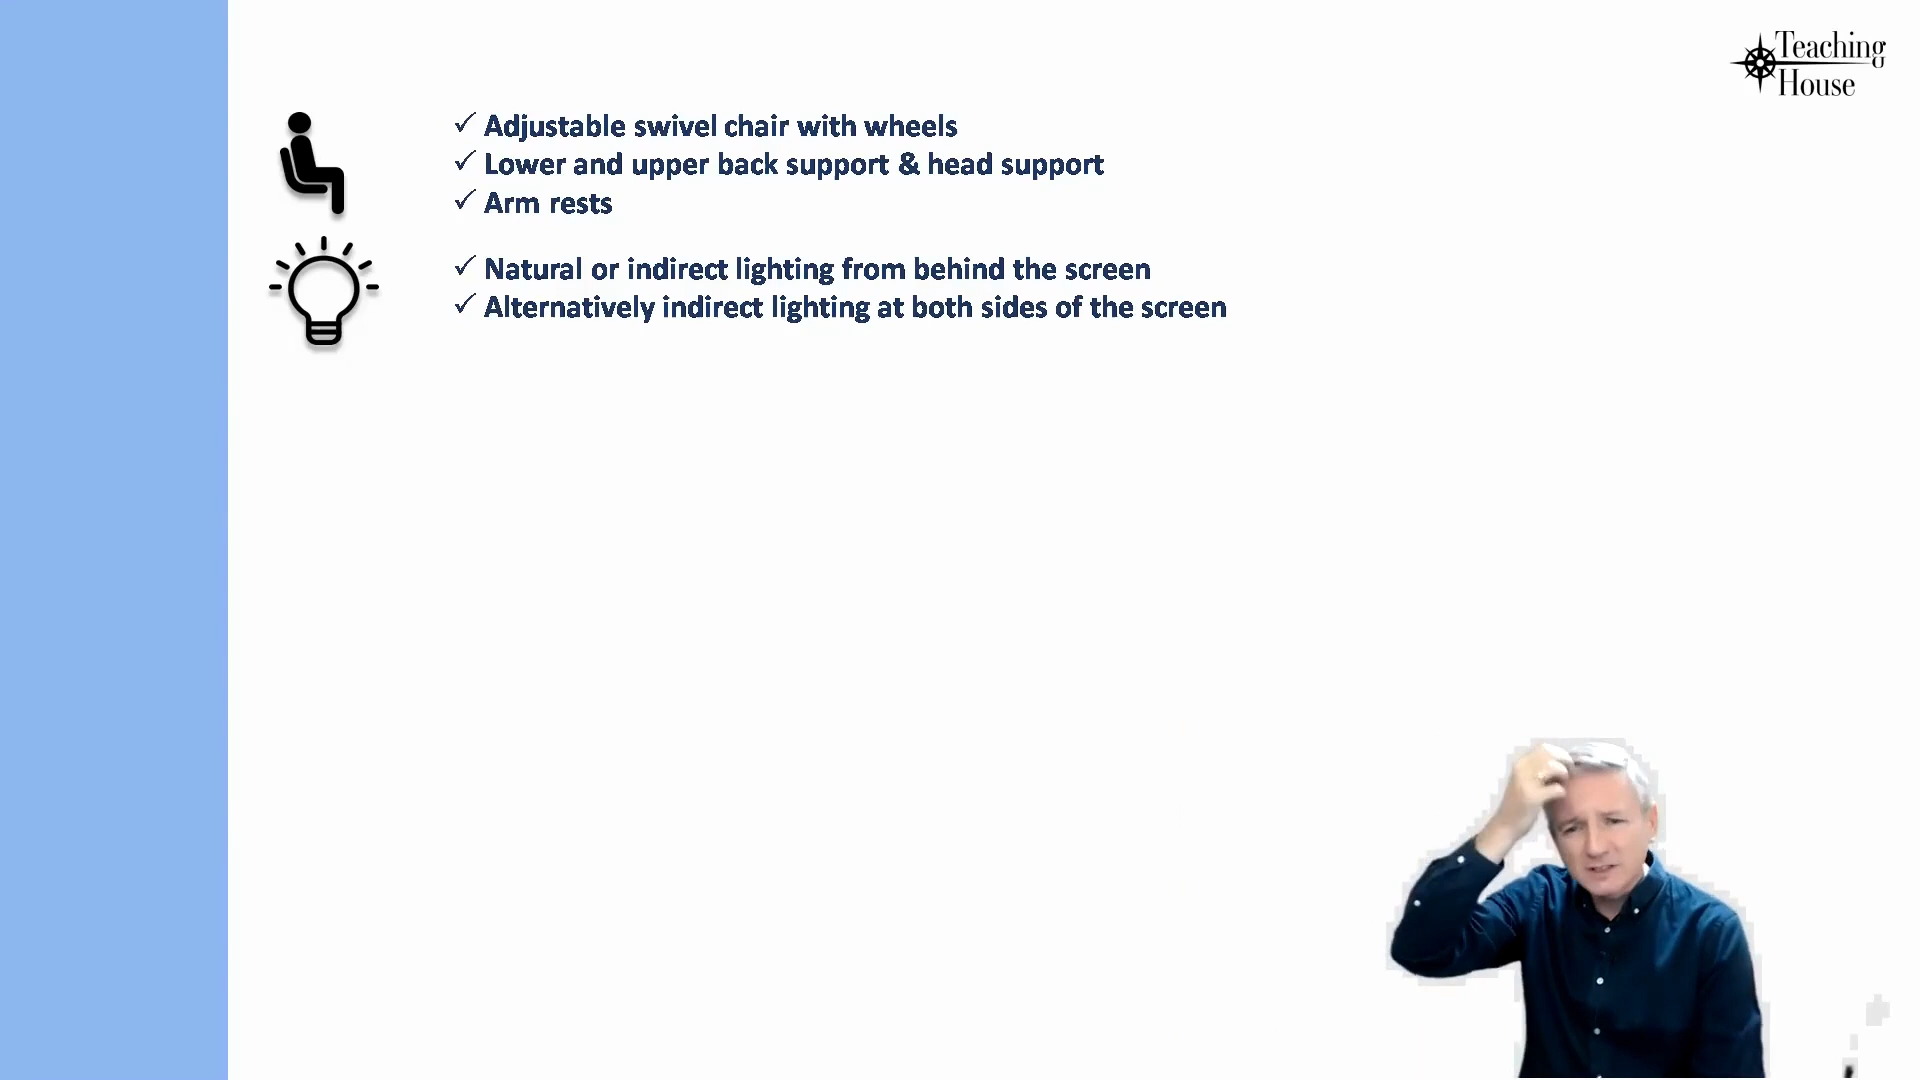 Teaching
House
✓ Adjustable swivel chair with wheels
✓ Lower and upper back support & head support
✓ Arm rests
✓ Natural or indirect lighting from behind the screen
✓ Alternatively indirect lighting at both sides of the screen